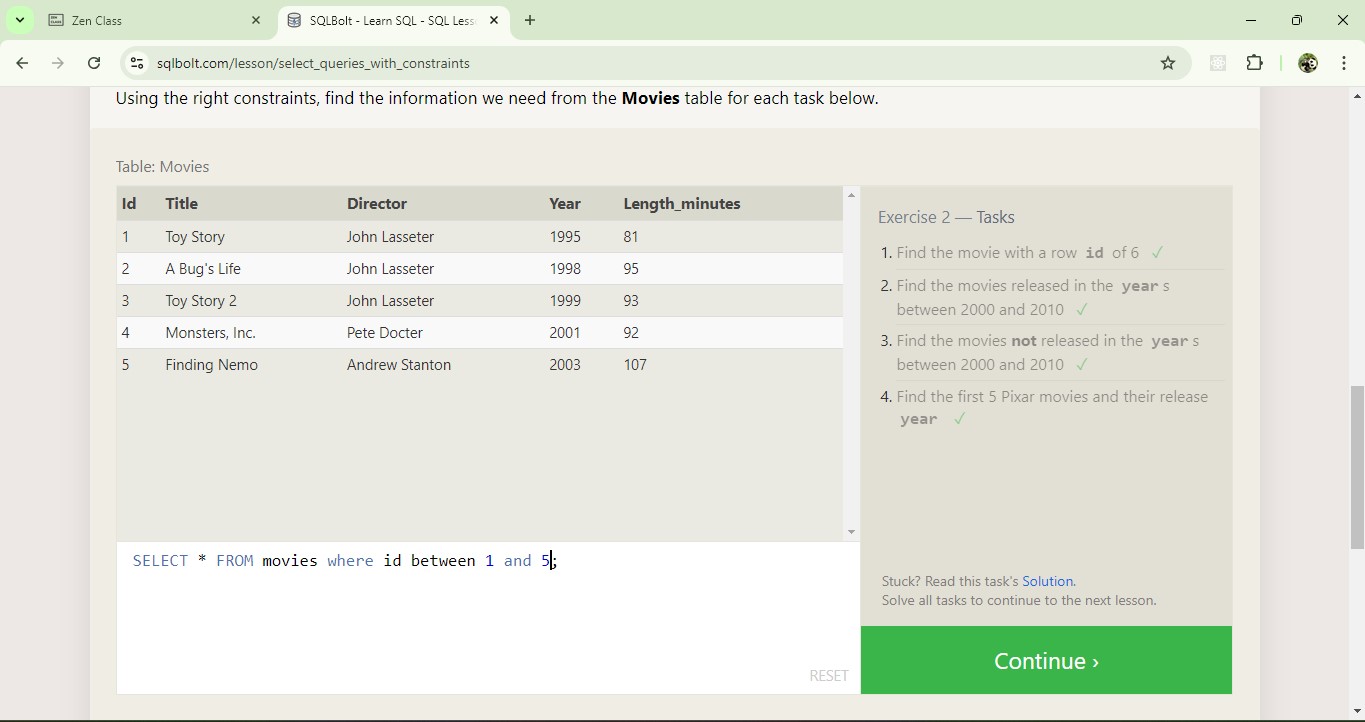 Zen Class
SQLBolt - Learn SQL - SQL Less
sqlbolt.com/lesson/select_queries_with_constraints
Using the right constraints, find the information we need from the Movies table for each task below.
Table: Movies
Id Title Director Year Length_minutes
1 Toy Story John Lasseter 1995 81
2 A Bug's Life John Lasseter 1998 95
3 Toy Story 2 John Lasseter 1999 93
4 Monsters, Inc. Pete Docter 2001 92
5 Finding Nemo Andrew Stanton 2003 107
SELECT * FROM movies where id between 1 and 5;
RESET
Exercise 2 — Tasks
1. Find the movie with a row id of 6 ✓
2. Find the movies released in the year s
between 2000 and 2010 ✓
3. Find the movies not released in the year s
between 2000 and 2010 ✓
4. Find the first 5 Pixar movies and their release
year ✓
Stuck? Read this task's Solution.
Solve all tasks to continue to the next lesson.
Continue ›